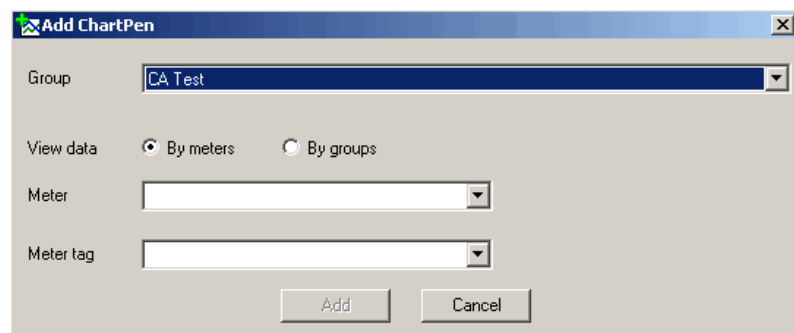 Add ChartPen
Group CA Test
View data By meters By groups
Meter
Meter tag
Add Cancel